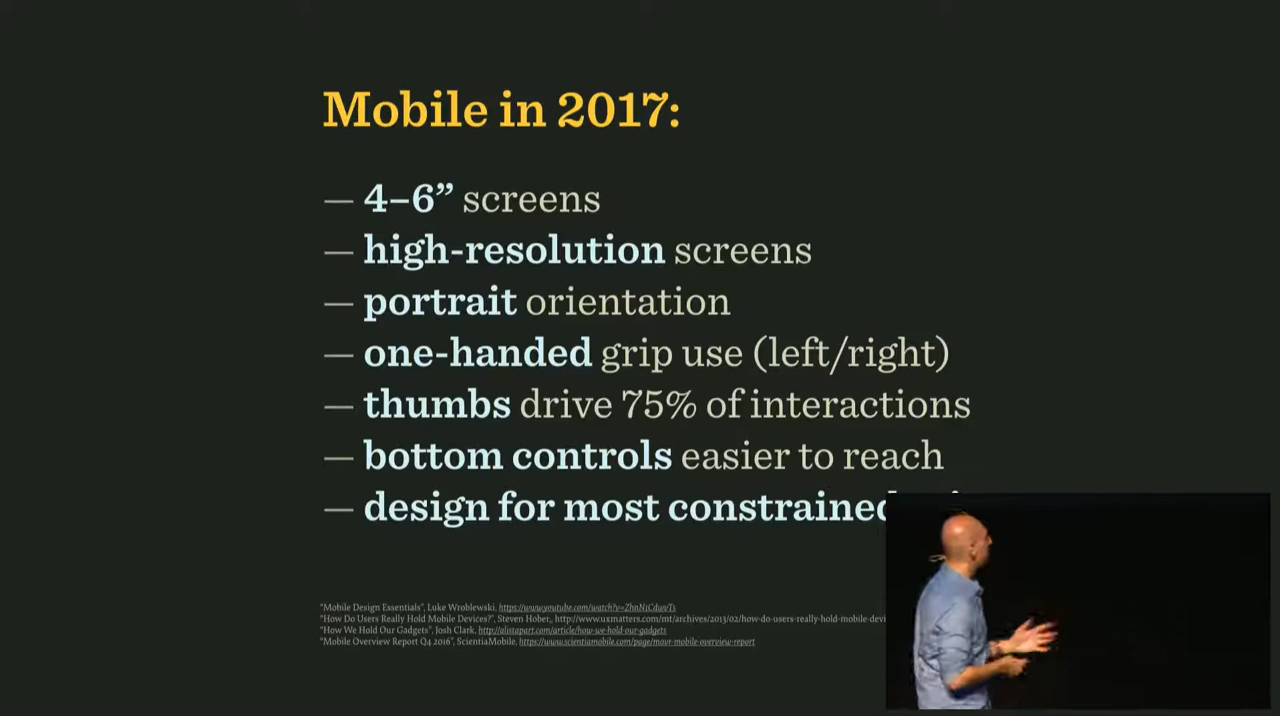 Mobile in 2017:
— 4–6” screens
— high-resolution screens
— portrait orientation
— one-handed grip use (left/right)
— thumbs drive 75% of interactions
— bottom controls easier to reach
— design for most constrained
“Mobile Design Essentials”, Luke Wroblewski, https://www.youtube.com/watch?v=
“How Do Users Really Hold Mobile Devices?”, Steven Hober,, http://www.uxmatters.com/mt/archives/2013/02/how-do-users-really-hold-mobile-devi
“How We Hold Our Gadgets”, Josh Clark, http://alistapart.com/article/how-we-hold-our-gadgets
“Mobile Overview Report Q4 2016”, ScientiaMobile, https://www.scientiamobile.com/page/movr-mobile-overview-report